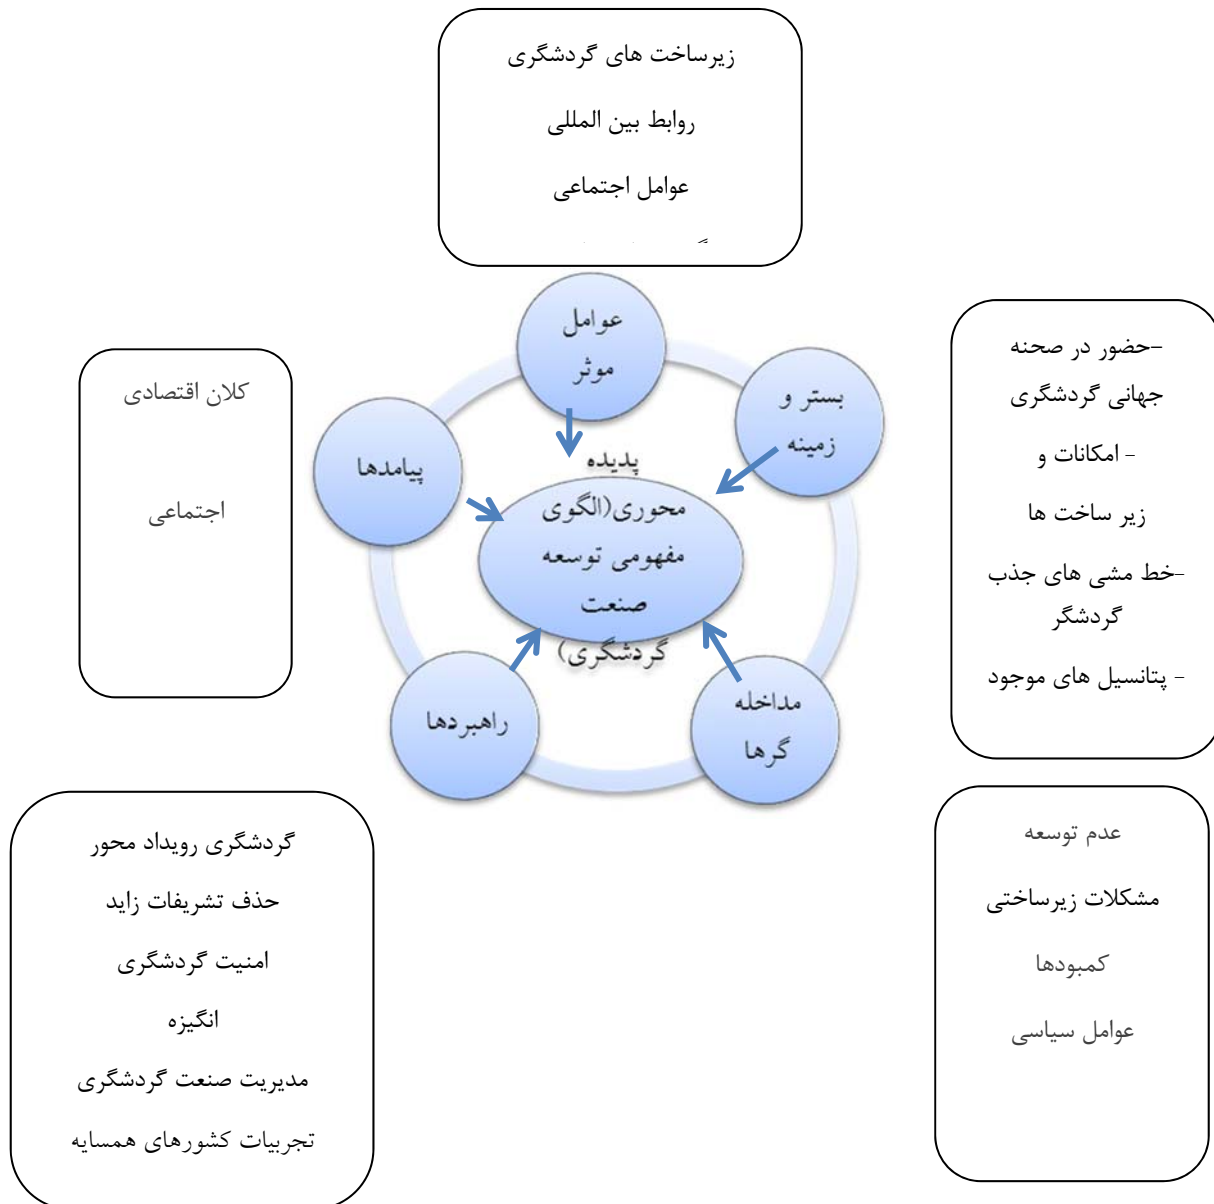 زیرساخت های گردشگری
روابط بین المللی
عوامل اجتماعی
عوامل
موثر
بستر و
زمینه
-حضور در صحنه
جهانی گردشگری
- امکانات و
زیر ساخت ها
-خط مشی های جذب
گردشگر
- پتانسیل های موجود
کلان اقتصادی
اجتماعی
پیامدها
پدیده
محوری(الگوی
مفهومی توسعه
صنعت
گردشگری)
راهبردها
مداخله
گرها
گردشگری رویداد محور
حذف تشریفات زاید
امنیت گردشگری
انگیزه
مدیریت صنعت گردشگری
تجربیات کشورهای همسایه
عدم توسعه
مشکلات زیرساختی
کمبودها
عوامل سیاسی